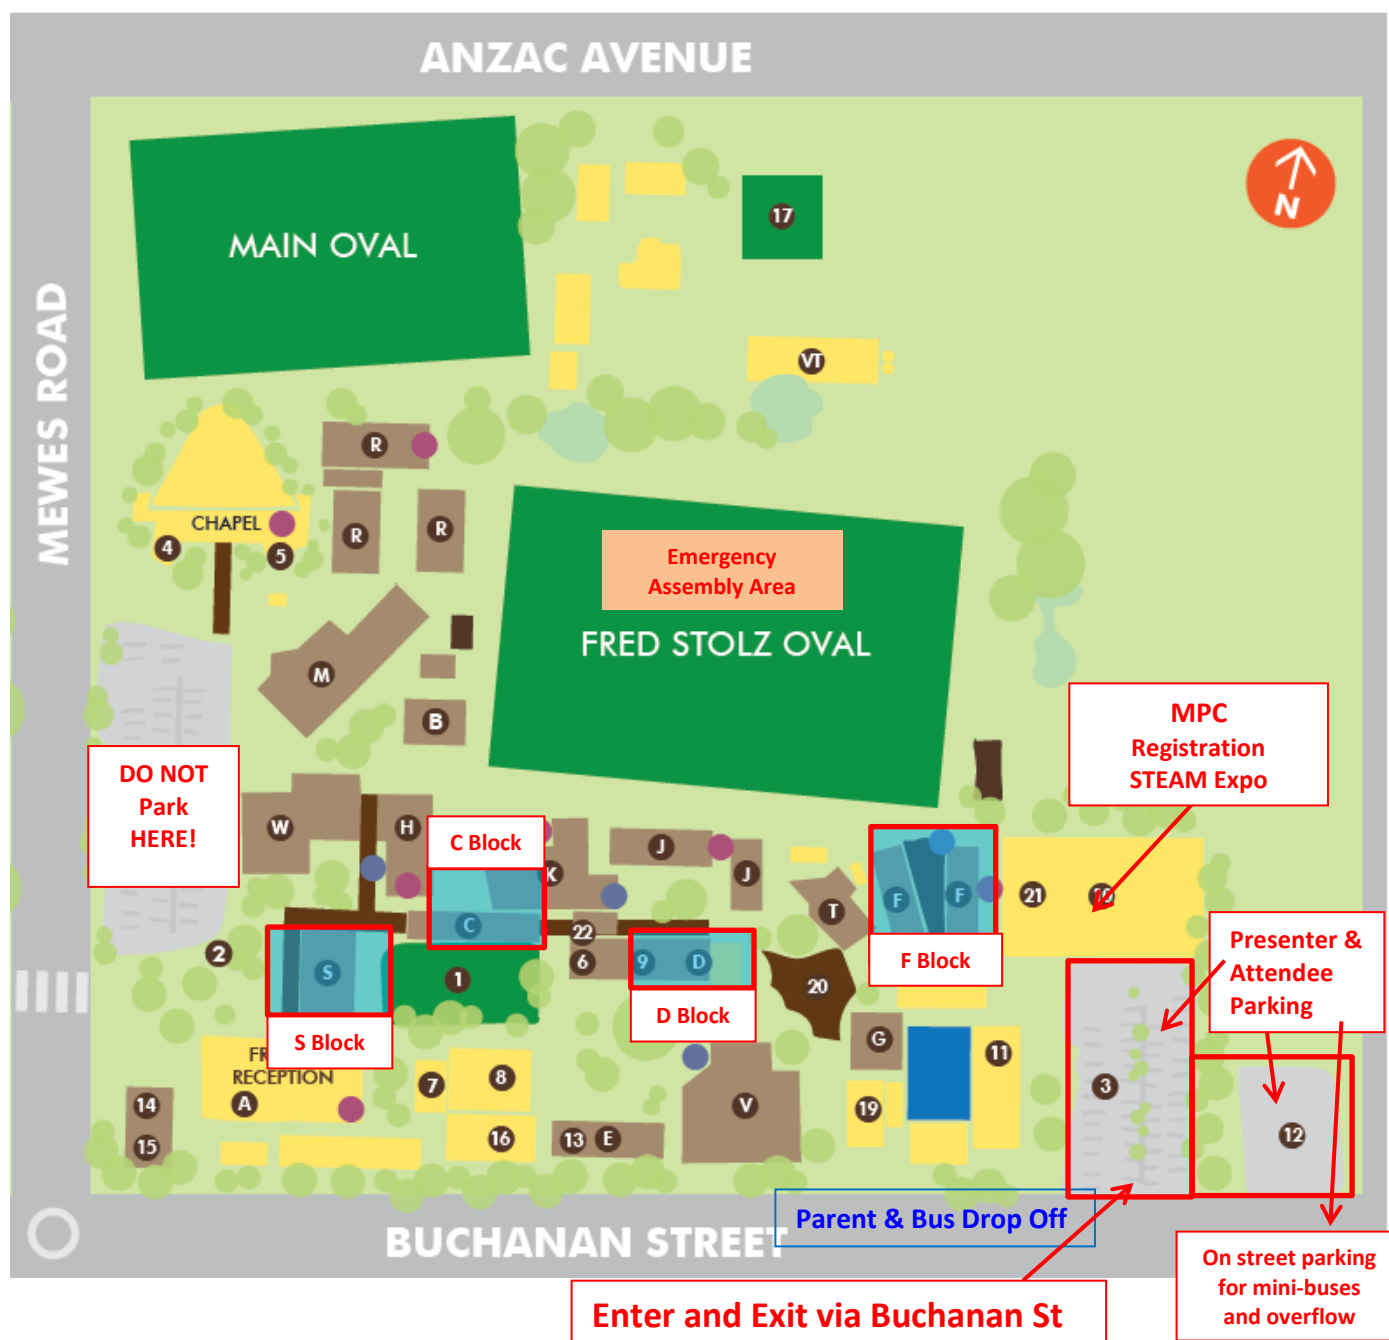 ANZAC AVENUE
MEWES ROAD
MAIN OVAL
17
N
VT
R
R
R
CHAPEL
4
5
Emergency
Assembly Area
FRED STOLZ OVAL
M
B
MPC
Registration
STEAM Expo
DO NOT
Park
HERE!
W
H
C Block
K
J
J
C
T
F
F
21
10
F Block
2
S
S Block
1
22
6
9
D
D Block
20
Presenter &
Attendee
Parking
G
11
3
12
RECEPTION
A
7
8
14
15
16
13
E
V
19
Parent & Bus Drop Off
BUCHANAN STREET
Enter and Exit via Buchanan St
On street parking
for mini-buses
and overflow